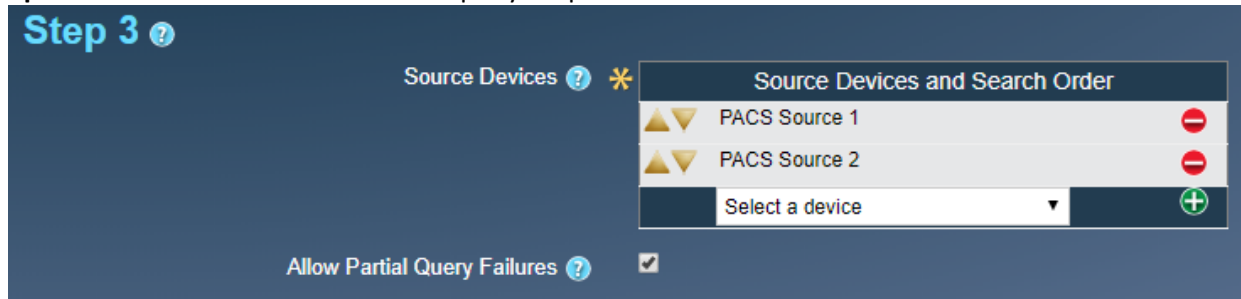 Step 3 ?
Source Devices ? * Source Devices and Search Order
PACS Source 1
PACS Source 2
Select a device
Allow Partial Query Failures ?